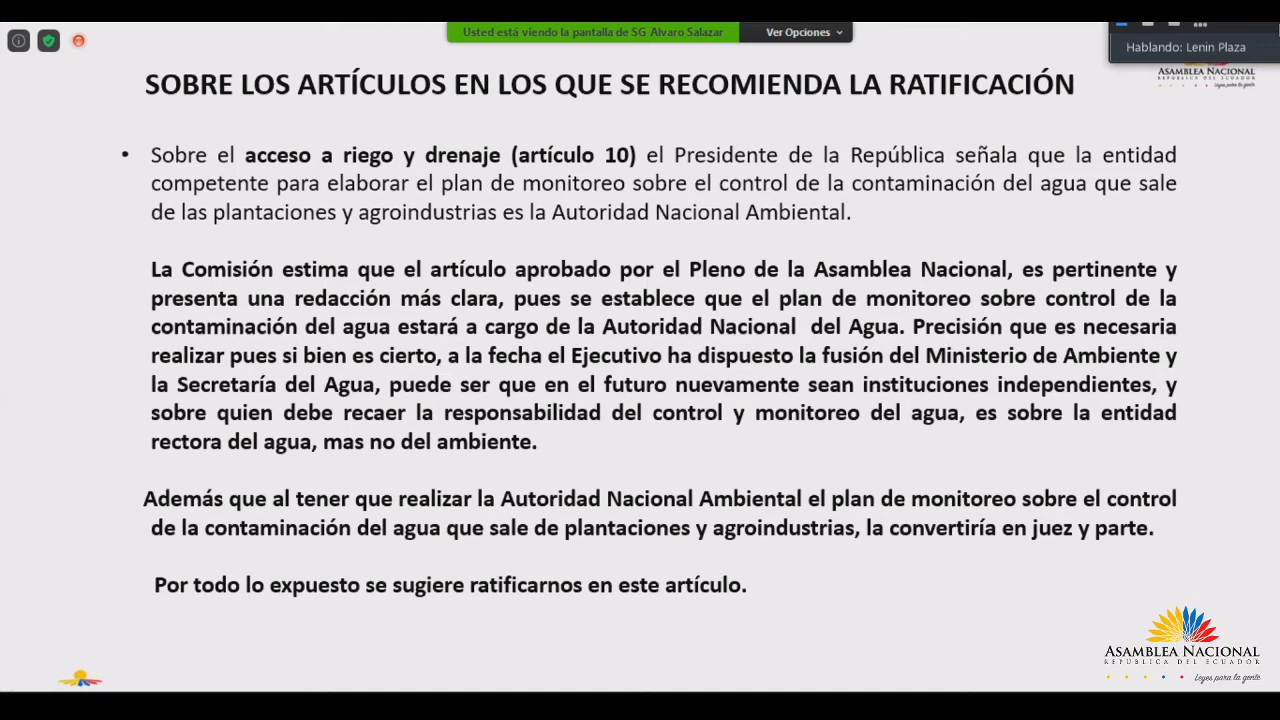 Usted está viendo la pantalla de SG Alvaro Salazar
Ver Opciones
Hablando: Lenin Plaza
ASAMBLEA NACIONAL
REPÚBLICA DEL ECUADOR
Leyes para la gente
SOBRE LOS ARTÍCULOS EN LOS QUE SE RECOMIENDA LA RATIFICACIÓN
• Sobre el acceso a riego y drenaje (artículo 10) el Presidente de la República señala que la entidad
competente para elaborar el plan de monitoreo sobre el control de la contaminación del agua que sale
de las plantaciones y agroindustrias es la Autoridad Nacional Ambiental.
La Comisión estima que el artículo aprobado por el Pleno de la Asamblea Nacional, es pertinente y
presenta una redacción más clara, pues se establece que el plan de monitoreo sobre control de la
contaminación del agua estará a cargo de la Autoridad Nacional del Agua. Precisión que es necesaria
realizar pues si bien es cierto, a la fecha el Ejecutivo ha dispuesto la fusión del Ministerio de Ambiente y
la Secretaría del Agua, puede ser que en el futuro nuevamente sean instituciones independientes, y
sobre quien debe recaer la responsabilidad del control y monitoreo del agua, es sobre la entidad
rectora del agua, mas no del ambiente.
Además que al tener que realizar la Autoridad Nacional Ambiental el plan de monitoreo sobre el control
de la contaminación del agua que sale de plantaciones y agroindustrias, la convertiría en juez y parte.
Por todo lo expuesto se sugiere ratificarnos en este artículo.
ASAMBLEA NACIONAL
REPÚBLICA DEL ECUADOR
Leyes para la gente